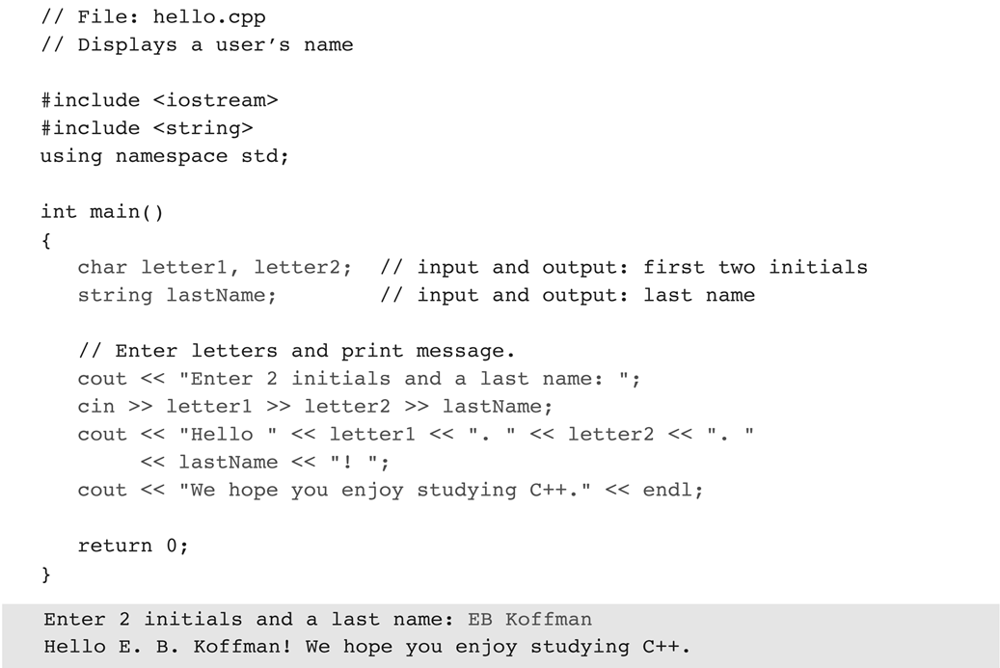 // File: hello.cpp
// Displays a user’s name
#include <iostream>
#include <string>
using namespace std;
int main()
{
char letter1, letter2; // input and output: first two initials
string lastName; // input and output: last name
// Enter letters and print message.
cout << "Enter 2 initials and a last name: ";
cin >> letter1 >> letter2 >> lastName;
cout << "Hello " << letter1 << ". " << letter2 << ". "
<< lastName << "! ";
cout << "We hope you enjoy studying C++." << endl;
return 0;
}
Enter 2 initials and a last name: EB Koffman
Hello E. B. Koffman! We hope you enjoy studying C++.